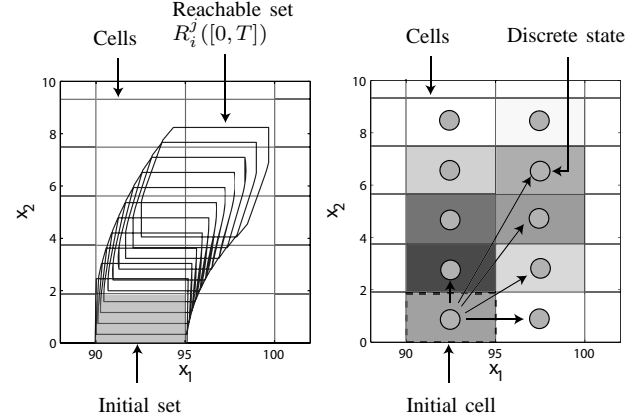 Reachable set
Cells
$R_i^j([0, T])$
Cells
Discrete state
10
8
6
4
2
0
x_2
90
95
100
x_1
Initial set
10
8
6
4
2
0
x_2
90
95
100
x_1
Initial cell